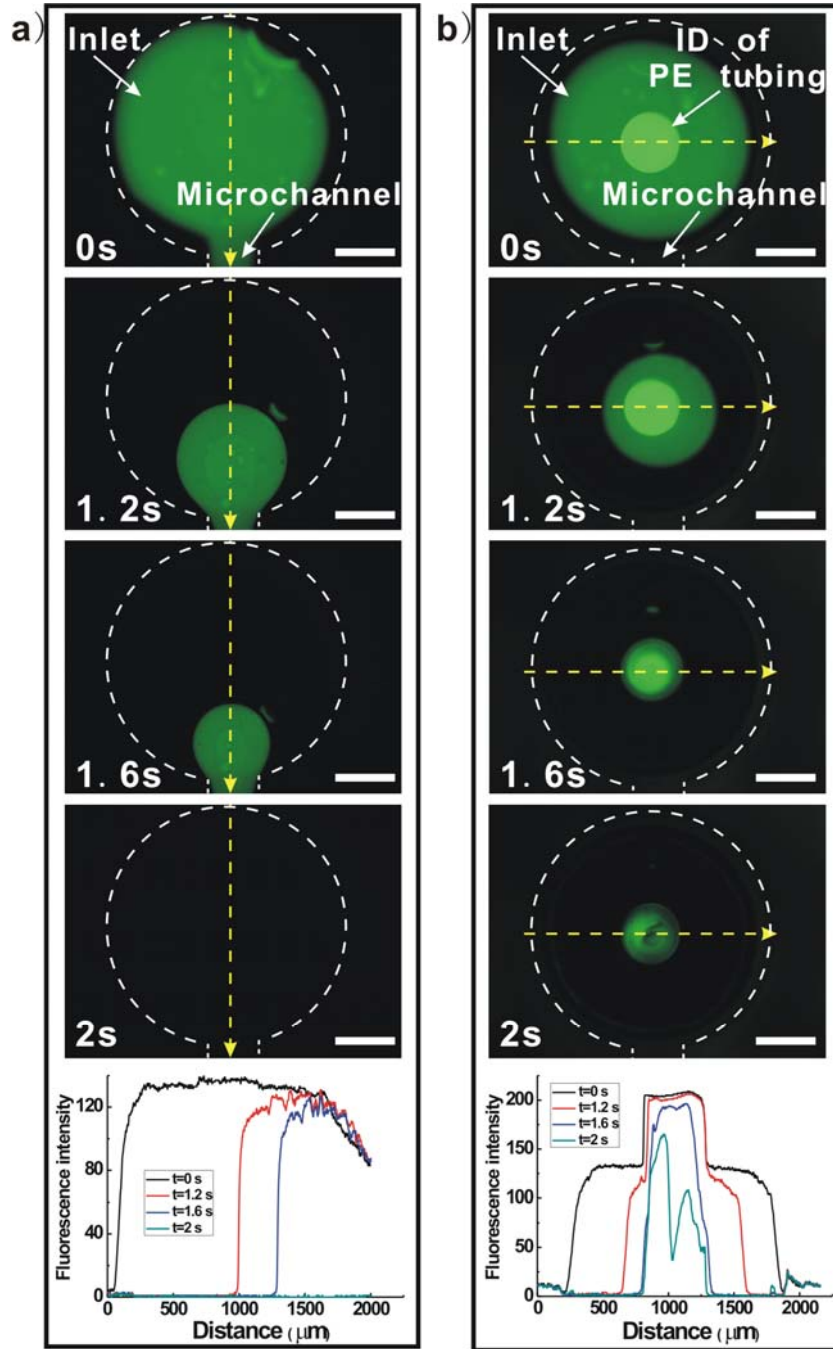 a)
Inlet
Microchannel
0s
1. 2s
1. 6s
2s
Fluorescence intensity
120
80
40
0
t=0 s
t=1.2 s
t=1.6 s
t=2 s
0 500 1000 1500 2000
Distance (μm)
b)
Inlet
ID of
PE tubing
Microchannel
0s
1. 2s
1. 6s
2s
Fluorescence intensity
200
150
100
50
0
t=0 s
t=1.2 s
t=1.6 s
t=2 s
0 500 1000 1500 2000
Distance (μm)